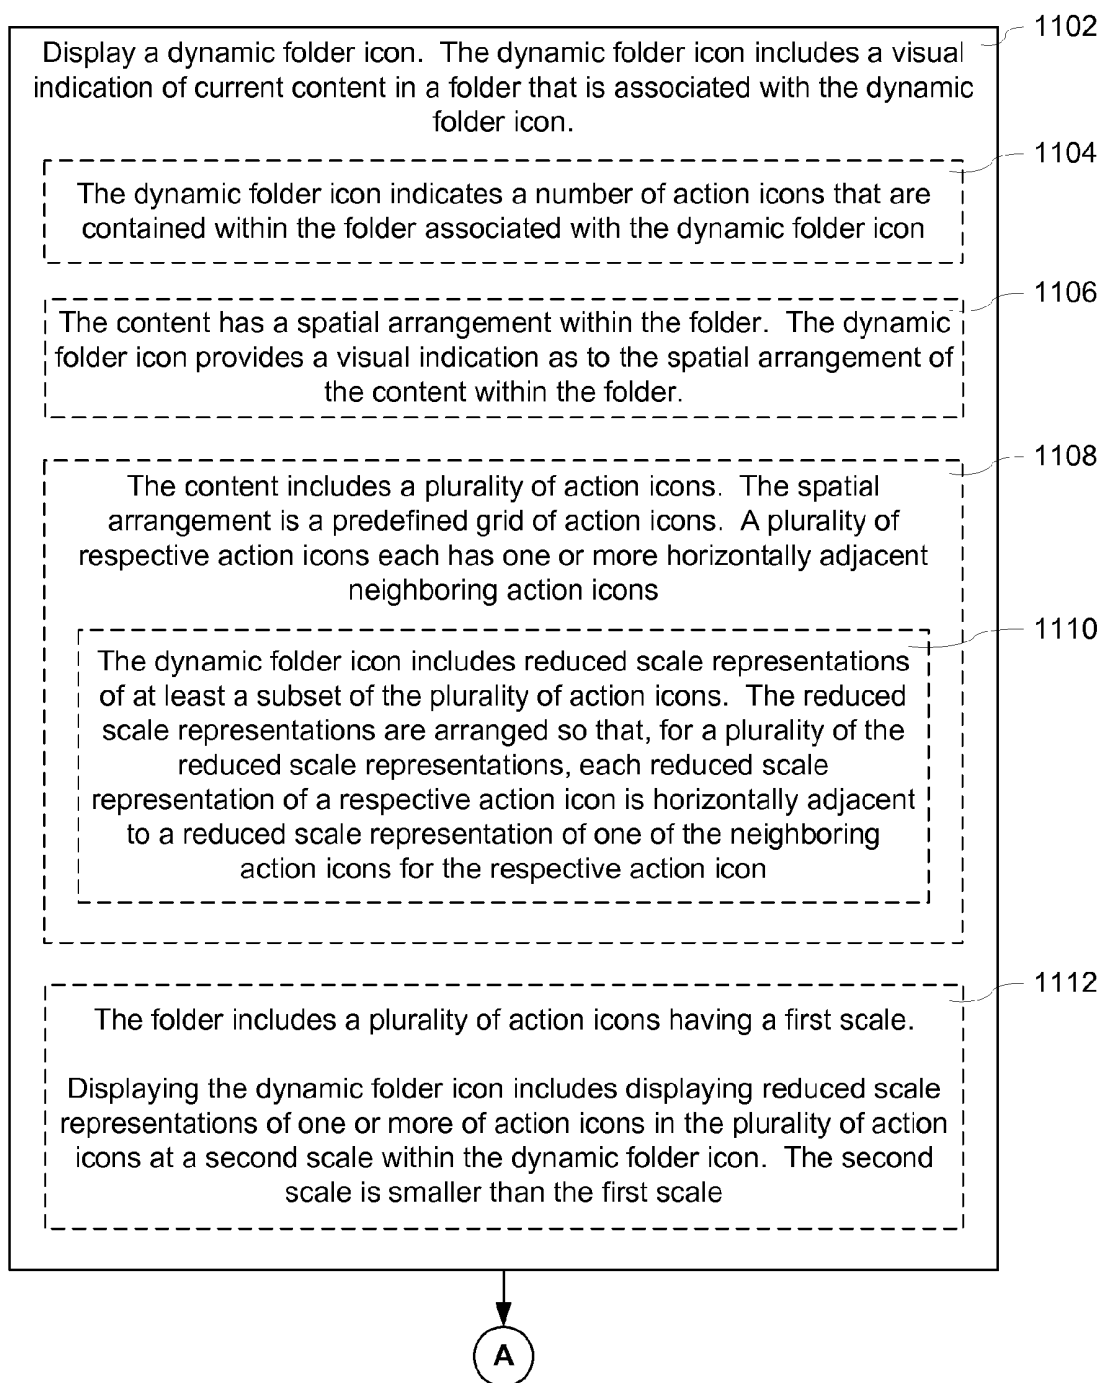 1102
Display a dynamic folder icon.  The dynamic folder icon includes a visual
indication of current content in a folder that is associated with the dynamic
folder icon.
1104
The dynamic folder icon indicates a number of action icons that are
contained within the folder associated with the dynamic folder icon
1106
The content has a spatial arrangement within the folder.  The dynamic
folder icon provides a visual indication as to the spatial arrangement of
the content within the folder.
1108
The content includes a plurality of action icons.  The spatial
arrangement is a predefined grid of action icons.  A plurality of
respective action icons each has one or more horizontally adjacent
neighboring action icons
1110
The dynamic folder icon includes reduced scale representations
of at least a subset of the plurality of action icons.  The reduced
scale representations are arranged so that, for a plurality of the
reduced scale representations, each reduced scale
representation of a respective action icon is horizontally adjacent
to a reduced scale representation of one of the neighboring
action icons for the respective action icon
1112
The folder includes a plurality of action icons having a first scale.
Displaying the dynamic folder icon includes displaying reduced scale
representations of one or more of action icons in the plurality of action
icons at a second scale within the dynamic folder icon.  The second
scale is smaller than the first scale
A